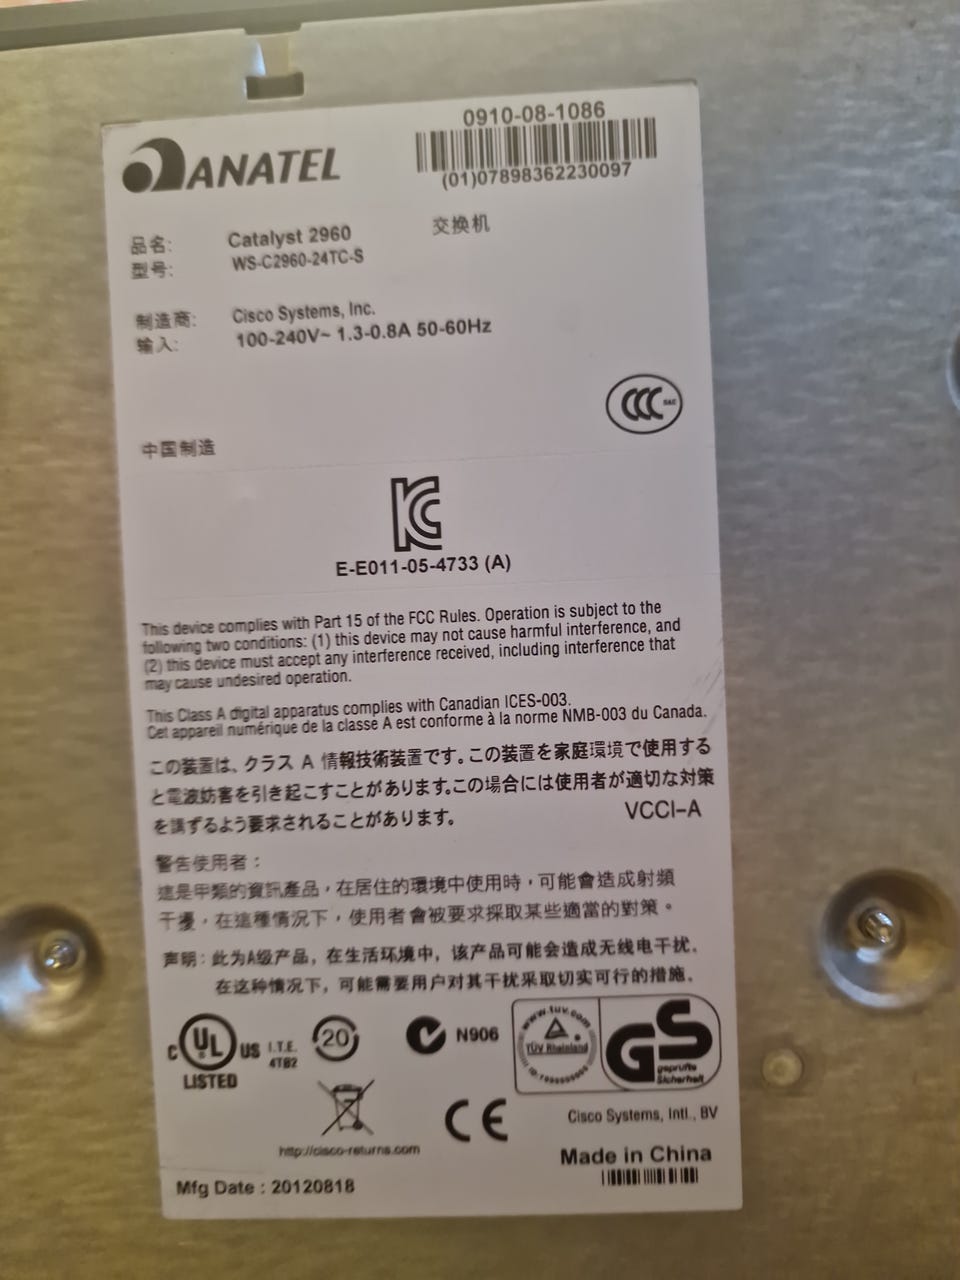 ANATEL
0910-08-1086
(01)07898362230097
品名: Catalyst 2960 交换机
型号: WS-C2960-24TC-S
制造商: Cisco Systems, Inc.
输入: 100-240V~ 1.3-0.8A 50-60Hz
CCC
中国制造
KC
E-E011-05-4733 (A)
This device complies with Part 15 of the FCC Rules. Operation is subject to the
following two conditions: (1) this device may not cause harmful interference, and
(2) this device must accept any interference received, including interference that
may cause undesired operation.
This Class A digital apparatus complies with Canadian ICES-003.
Cet appareil numérique de la classe A est conforme à la norme NMB-003 du Canada.
この装置は、クラス A 情報技術装置です。この装置を家庭環境で使用する
と電波妨害を引き起こすことがあります。この場合には使用者が適切な対策
を講ずるよう要求されることがあります。 VCCI-A
警告使用者：
這是甲類的資訊產品，在居住的環境中使用時，可能會造成射頻
干擾，在這種情況下，使用者會被要求採取某些適當的對策。
声明：此为A级产品，在生活环境中，该产品可能会造成无线电干扰．
在这种情况下，可能需要用户对其干扰采取切实可行的措施．
C UL US LISTED
I.T.E.
4TB2
20
N906
www.tuv.com
TÜV Rheinland
GS
geprüfte
Sicherheit
CE
Cisco Systems, Intl., BV
http://cisco-returns.com
Made in China
Mfg Date : 20120818